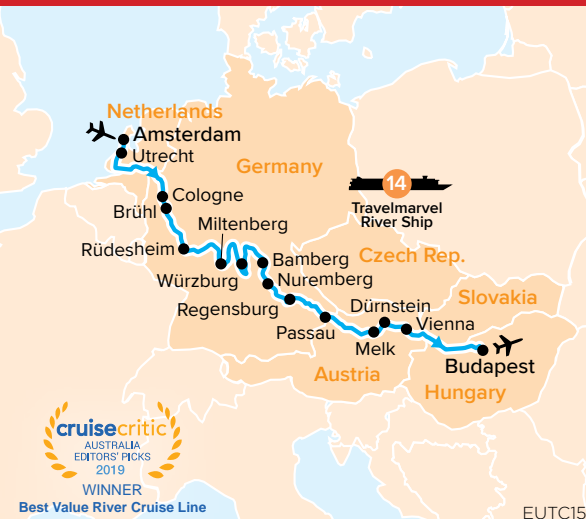 Netherlands
Amsterdam
Utrecht
Germany
Cologne
Brühl
14
Travelmarvel
River Ship
Miltenberg
Rüdesheim
Bamberg
Czech Rep.
Würzburg
Nuremberg
Regensburg
Slovakia
Dürnstein
Passau
Vienna
Melk
Budapest
Austria
Hungary
cruisecritic
AUSTRALIA
EDITORS' PICKS
2019
WINNER
Best Value River Cruise Line
EUTC15